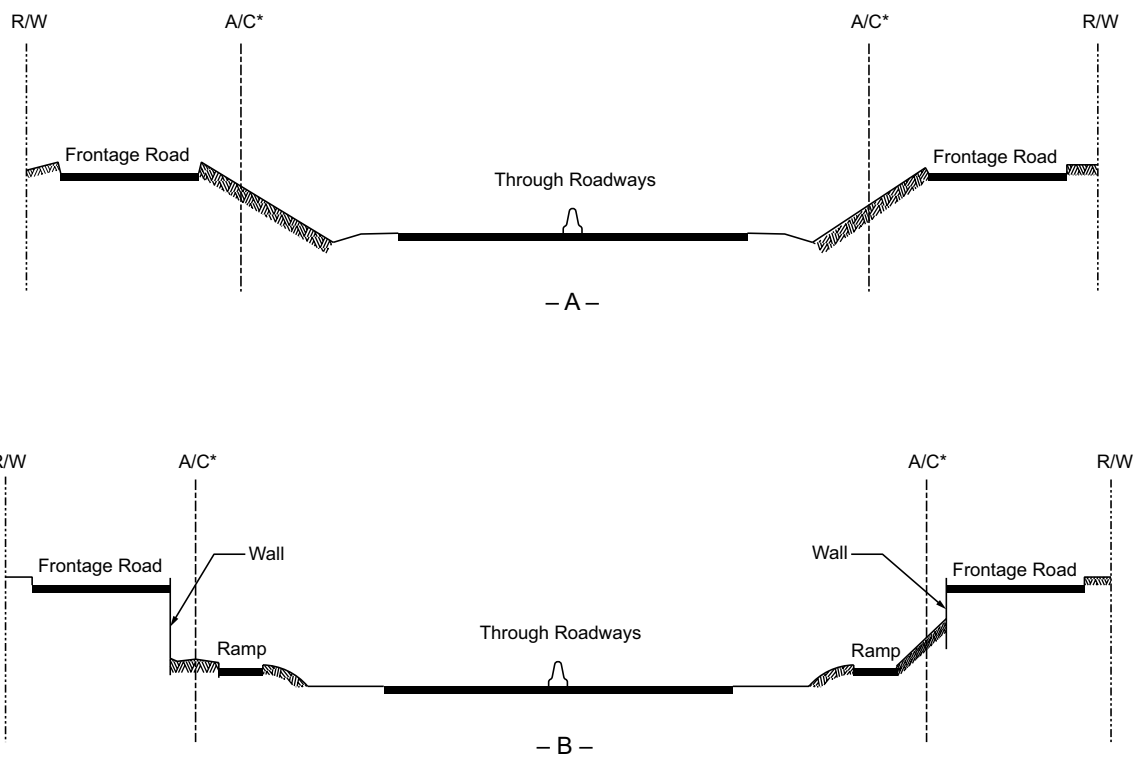 R/W A/C* A/C* R/W
Frontage Road Frontage Road
Through Roadways
– A –
R/W A/C* A/C* R/W
Wall Wall
Frontage Road Frontage Road
Through Roadways
Ramp Ramp
– B –